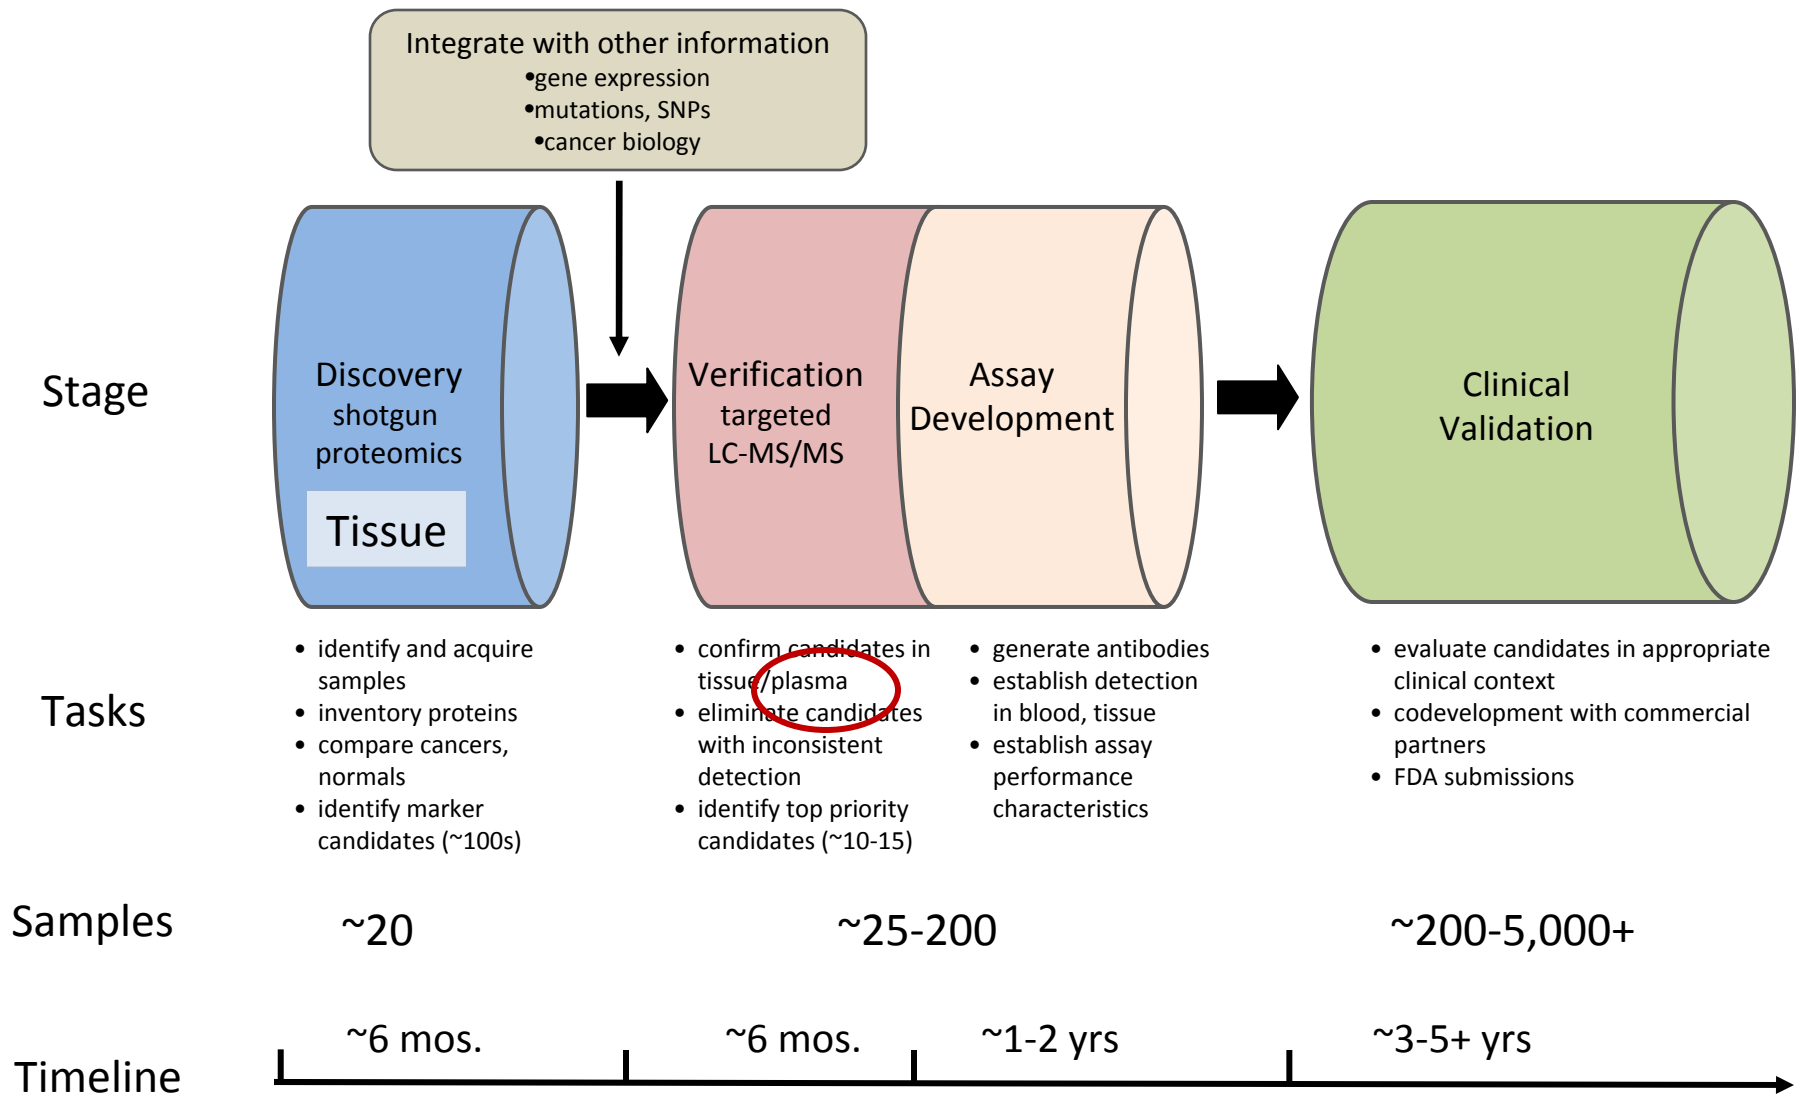 Integrate with other information
•gene expression
•mutations, SNPs
•cancer biology
Stage
Discovery
shotgun
proteomics
Tissue
Verification
targeted
LC-MS/MS
Assay
Development
Clinical
Validation
Tasks
• identify and acquire
samples
• inventory proteins
• compare cancers,
normals
• identify marker
candidates (~100s)
• confirm candidates in
tissue/plasma
• eliminate candidates
with inconsistent
detection
• identify top priority
candidates (~10-15)
• generate antibodies
• establish detection
in blood, tissue
• establish assay
performance
characteristics
• evaluate candidates in appropriate
clinical context
• codevelopment with commercial
partners
• FDA submissions
Samples
~20
~25-200
~200-5,000+
Timeline
~6 mos.
~6 mos.
~1-2 yrs
~3-5+ yrs